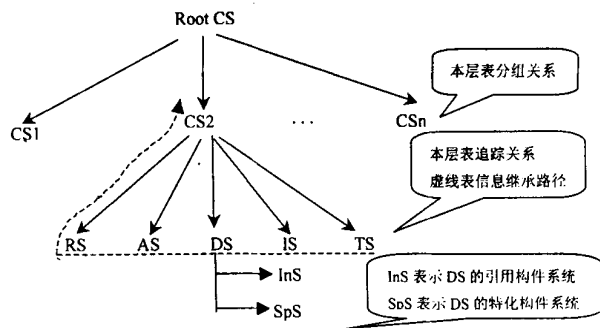 Root CS
本层表分组关系
CS1
CS2
...
CSn
本层表追踪关系
虚线表信息继承路径
RS AS DS IS TS
InS
InS 表示 DS 的引用构件系统
SpS
SpS 表示 DS 的特化构件系统